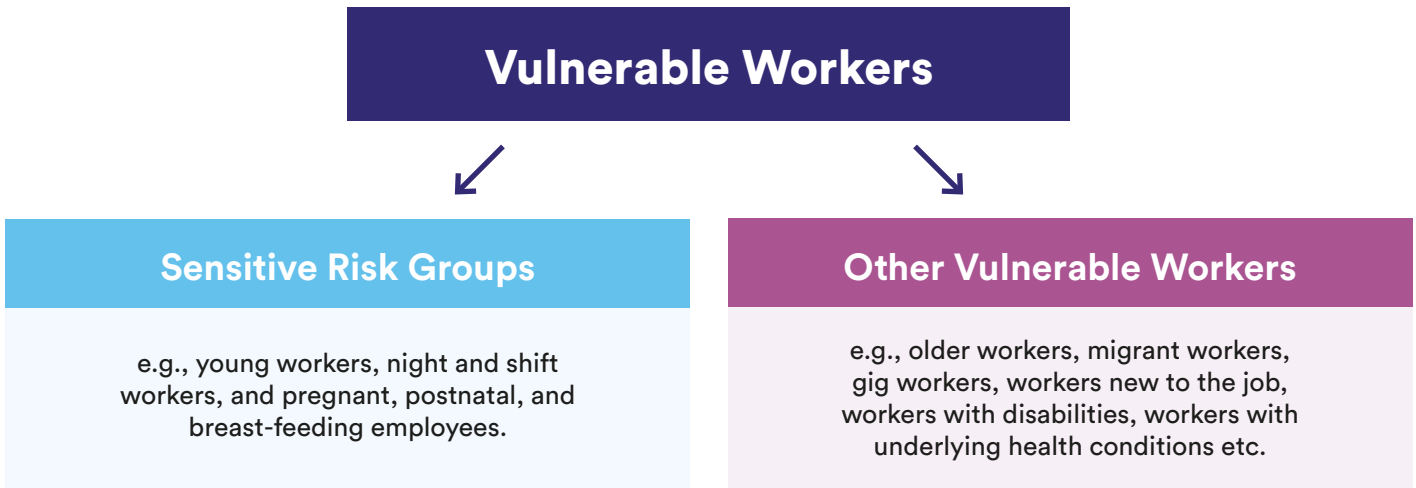 Vulnerable Workers
Sensitive Risk Groups
e.g., young workers, night and shift
workers, and pregnant, postnatal, and
breast-feeding employees.
Other Vulnerable Workers
e.g., older workers, migrant workers,
gig workers, workers new to the job,
workers with disabilities, workers with
underlying health conditions etc.